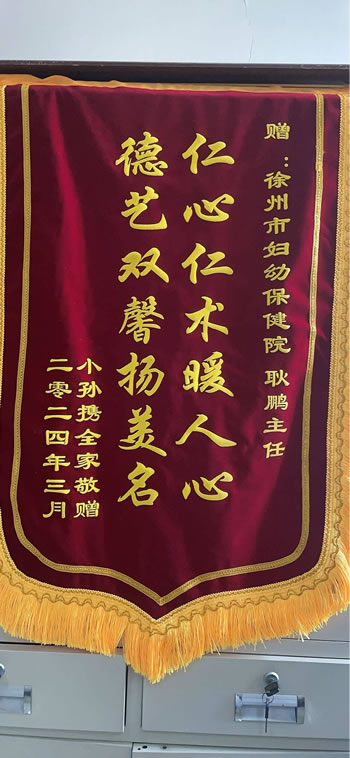 赠：徐州市妇幼保健院 耿鹏主任
仁心仁术暖人心
德艺双馨扬美名
小孙携全家敬赠
二零二四年三月